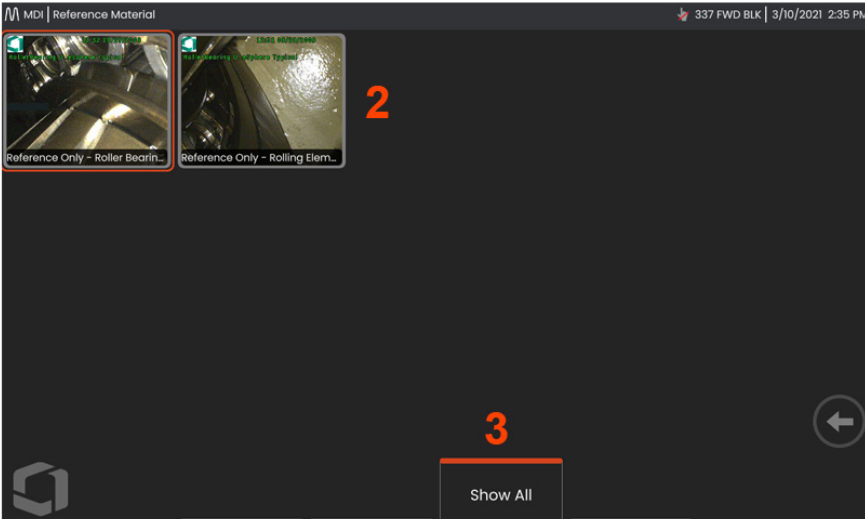 MDI | Reference Material
337 FWD BLK | 3/10/2021 2:35 PM
Reference Only - Roller Bearin...
Reference Only - Rolling Elem...
2
3
Show All